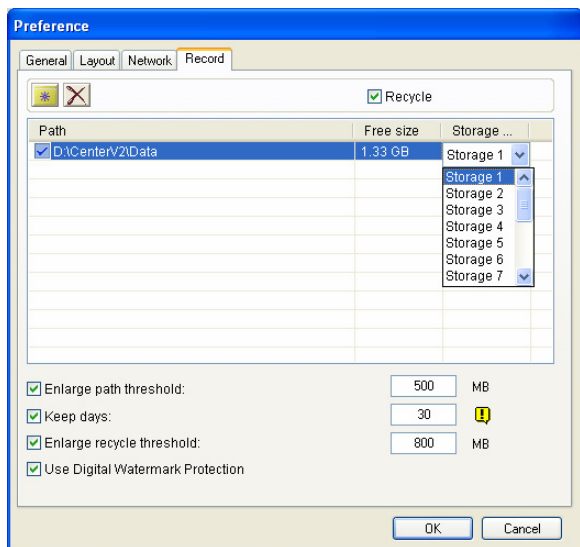 Preference
General Layout Network Record
Recycle
Path Free size Storage ...
D:\CenterV2\Data 1.33 GB Storage 1
Storage 1
Storage 2
Storage 3
Storage 4
Storage 5
Storage 6
Storage 7
Enlarge path threshold: 500 MB
Keep days: 30
Enlarge recycle threshold: 800 MB
Use Digital Watermark Protection
OK Cancel